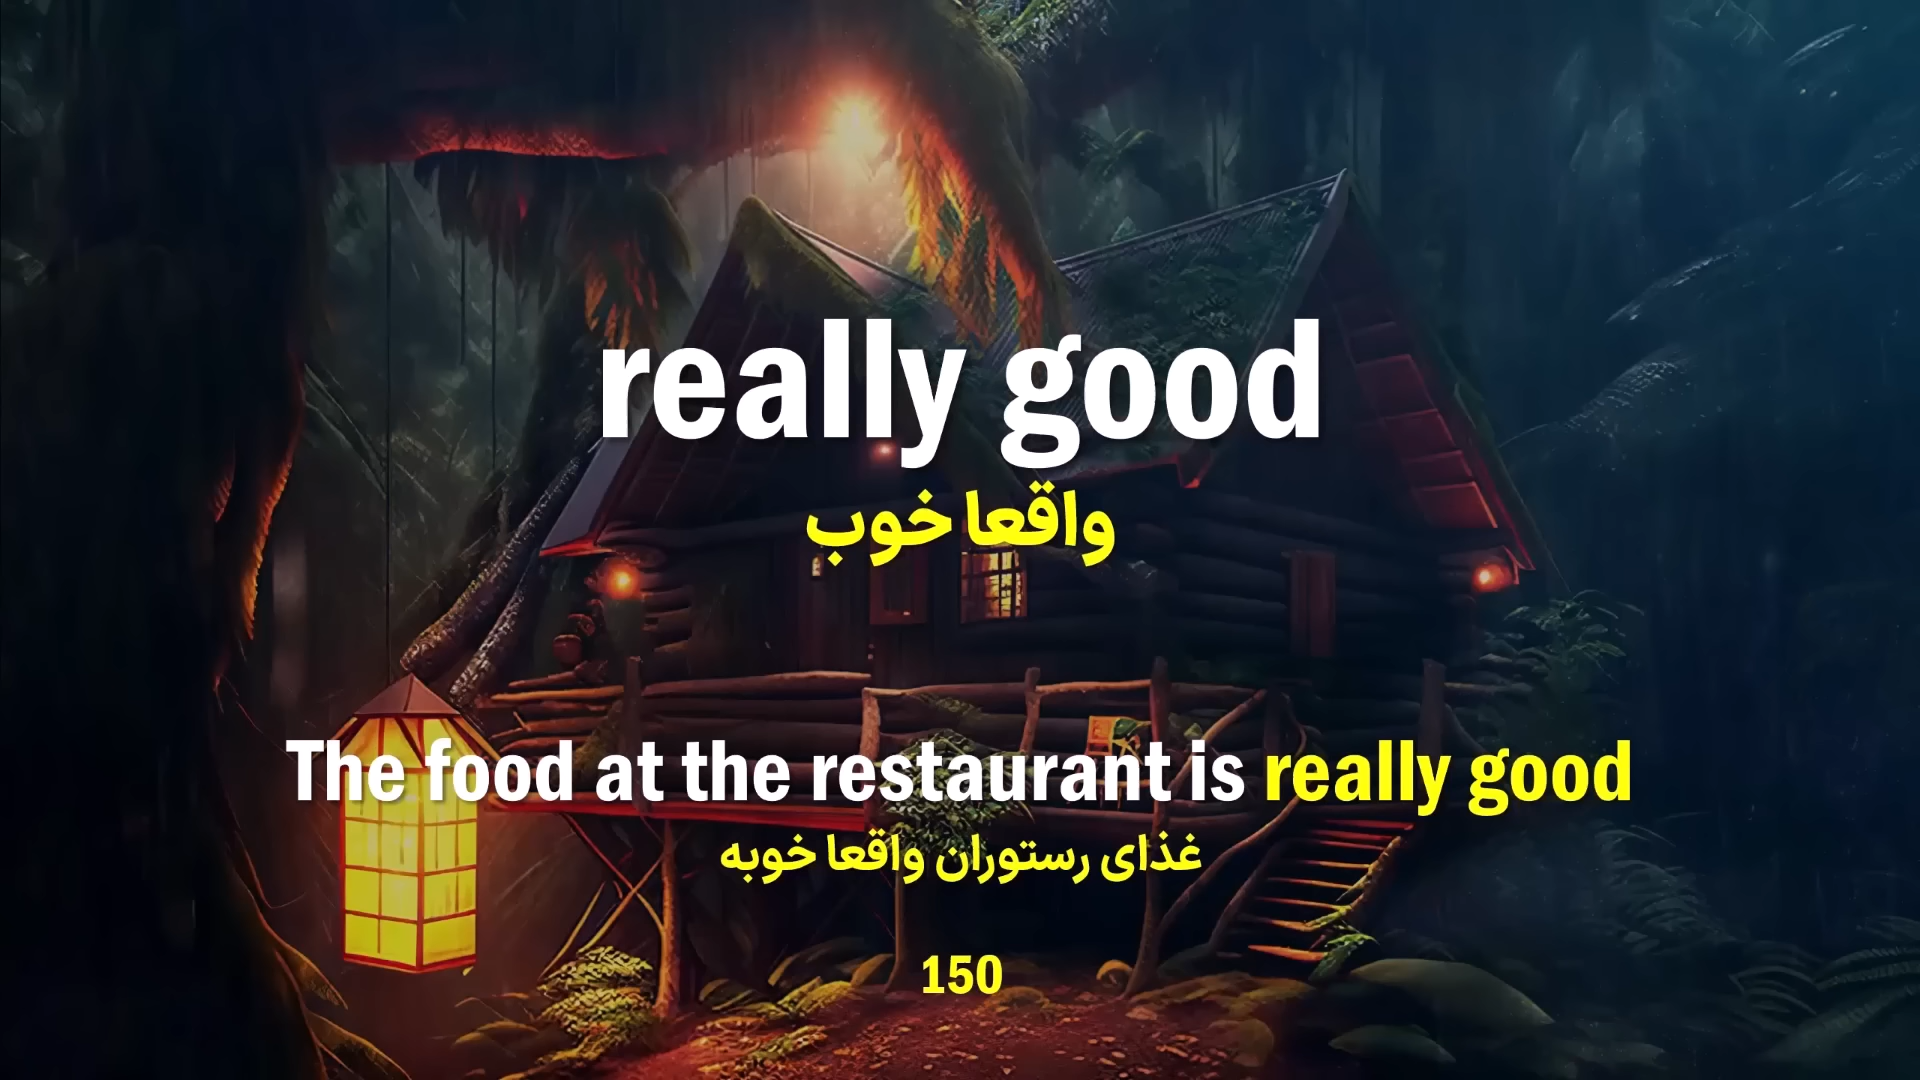 really good
واقعا خوب
The food at the restaurant is really good
غذای رستوران واقعا خوبه
150